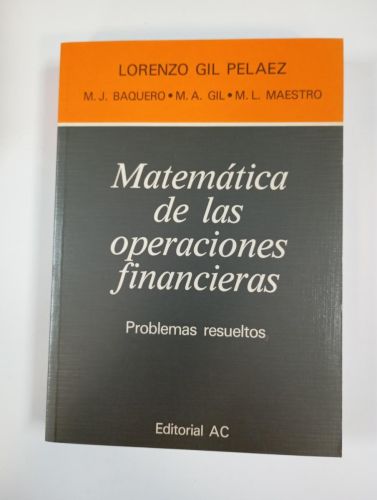 LORENZO GIL PELAEZ
M. J. BAQUERO • M. A. GIL • M. L. MAESTRO
Matemática
de las
operaciones
financieras
Problemas resueltos
Editorial AC